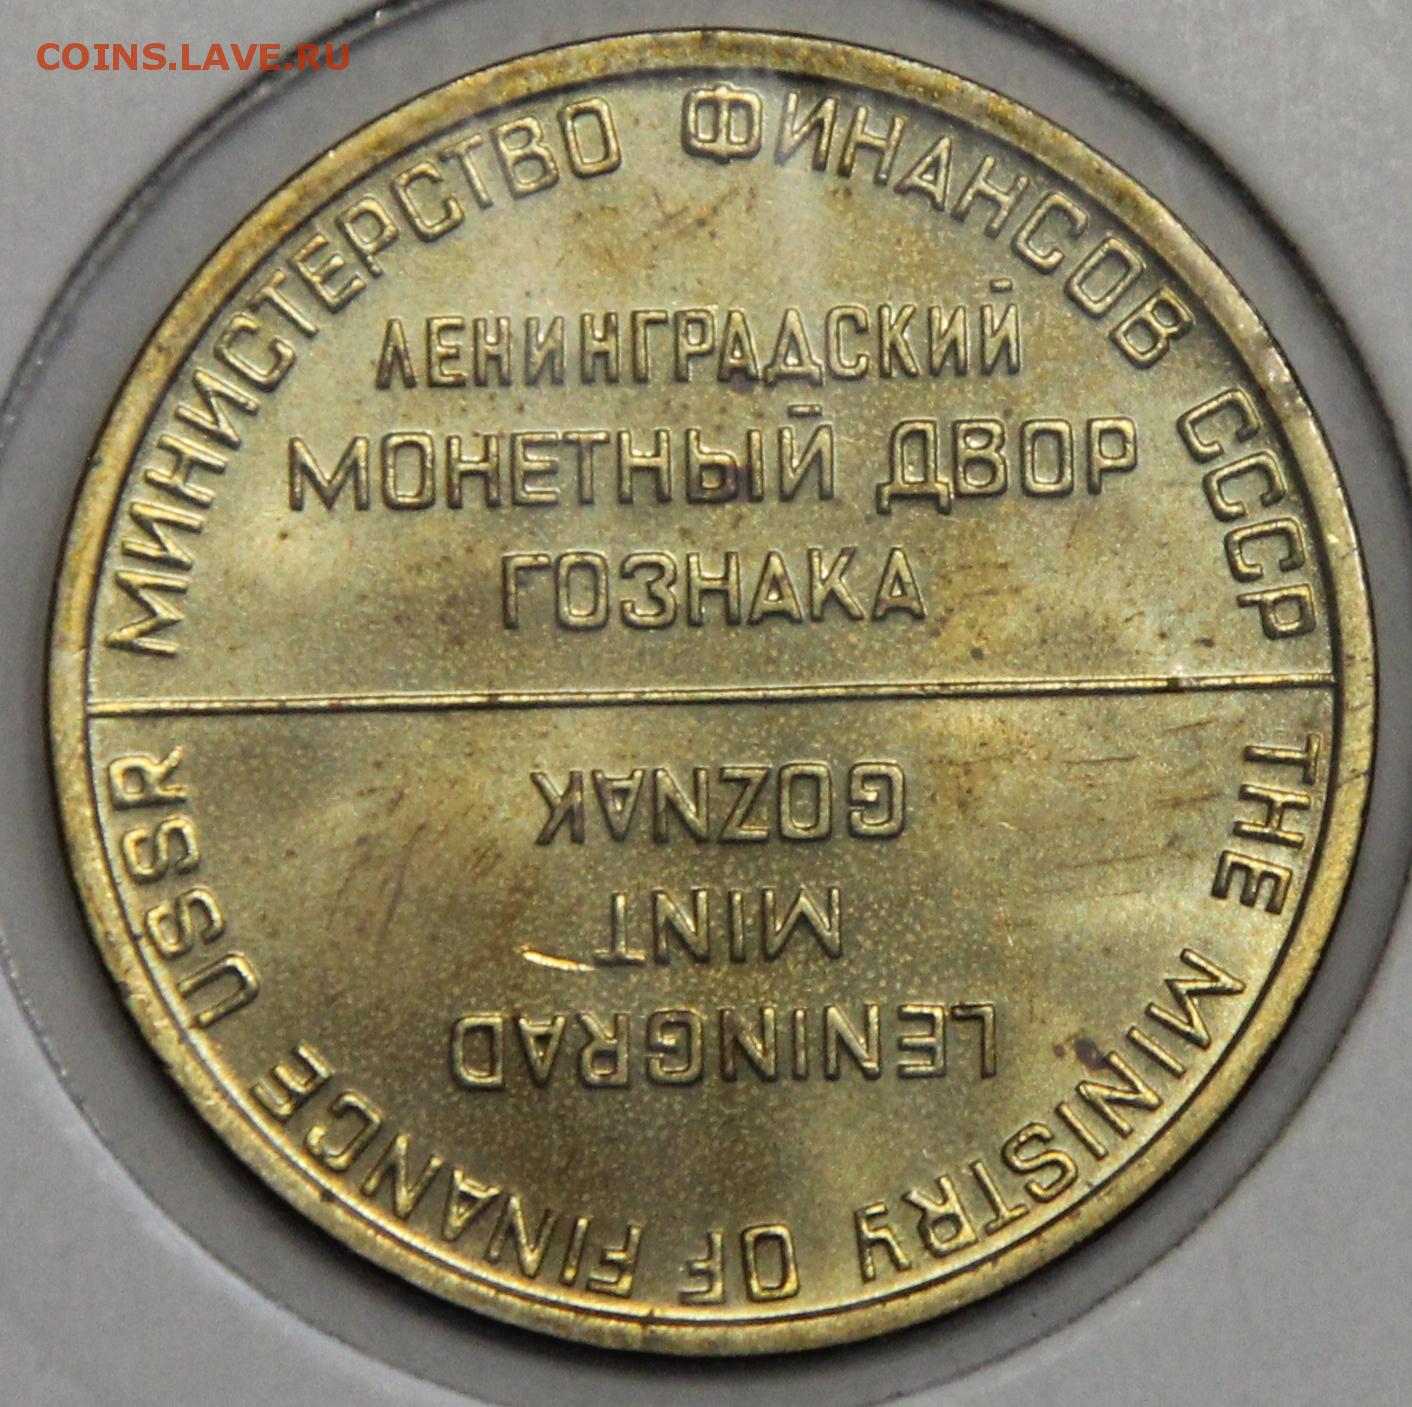 COINS.LAVE.RU
МИНИСТЕРСТВО ФИНАНСОВ СССР
ЛЕНИНГРАДСКИЙ
МОНЕТНЫЙ ДВОР
ГОЗНАКА
THE MINISTRY OF FINANCE USSR
LENINGRAD
MINT
GOZNAK